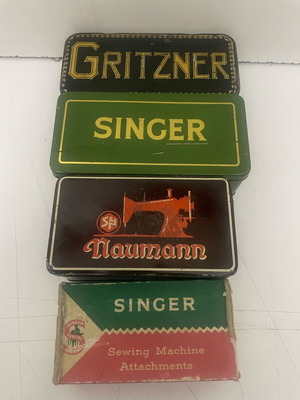 GRITZNER
SINGER
S&N
Naumann
SINGER
Sewing Machine
Attachments